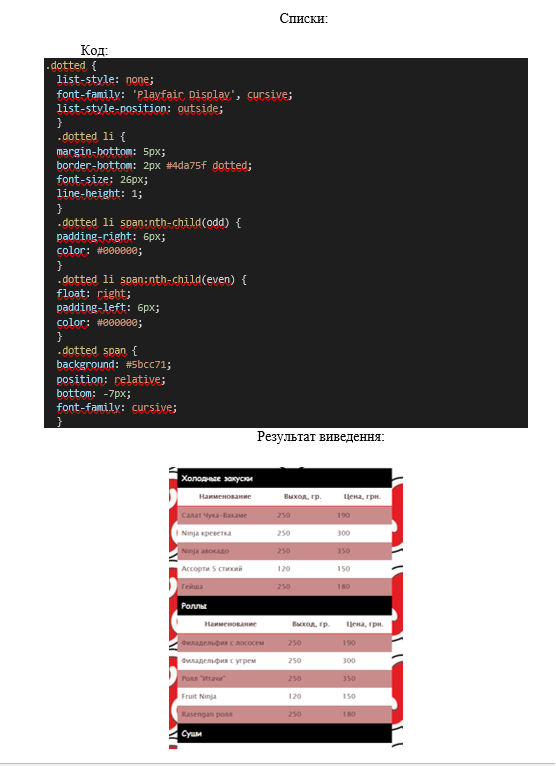 Списки:
Код:
.dotted {
list-style: none;
font-family: 'Playfair Display', cursive;
list-style-position: outside;
}
.dotted li {
margin-bottom: 5px;
border-bottom: 2px #4da75f dotted;
font-size: 26px;
line-height: 1;
}
.dotted li span:nth-child(odd) {
padding-right: 6px;
color: #000000;
}
.dotted li span:nth-child(even) {
float: right;
padding-left: 6px;
color: #000000;
}
.dotted span {
background: #5bcc71;
position: relative;
bottom: -7px;
font-family: cursive;
}
Результат виведення:
Холодные закуски
Наименование Выход, гр. Цена, грн.
Салат Чука-Вакаме 250 190
Ninja креветка 250 300
Ninja авокадо 250 350
Ассорти 5 стихий 120 150
Гейша 250 180
Роллы
Наименование Выход, гр. Цена, грн.
Филадельфия с лососем 250 190
Филадельфия с угрем 250 300
Ролл "Итачи" 250 350
Fruit Ninja 120 150
Rasengan ролл 250 180
Суши